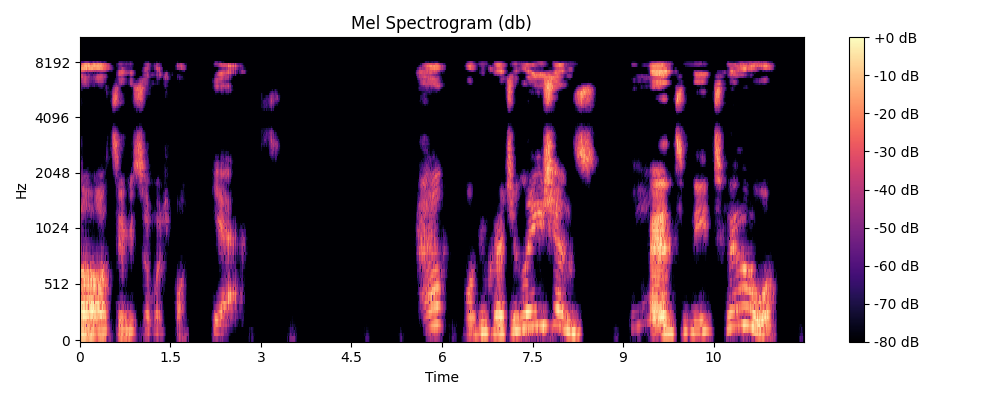 Mel Spectrogram (db)
8192
4096
2048
1024
512
0
Hz
0 1.5 3 4.5 6 7.5 9 10
Time
+0 dB
-10 dB
-20 dB
-30 dB
-40 dB
-50 dB
-60 dB
-70 dB
-80 dB